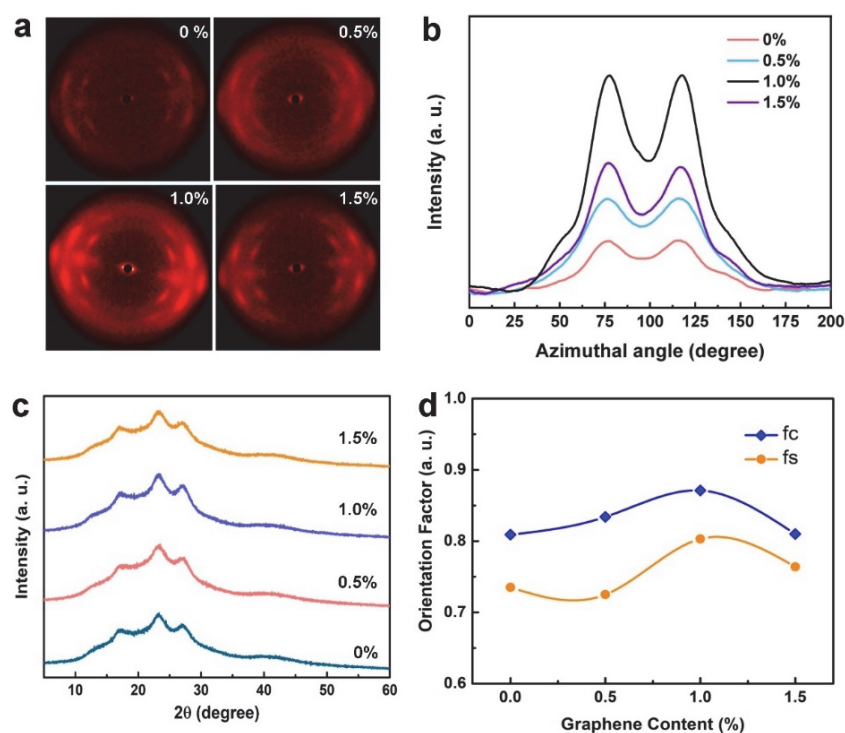 a
0 %
0.5%
1.0%
1.5%
b
0%
0.5%
1.0%
1.5%
Intensity (a. u.)
0 25 50 75 100 125 150 175 200
Azimuthal angle (degree)
c
1.5%
1.0%
0.5%
0%
Intensity (a. u.)
10 20 30 40 50 60
2θ (degree)
d
fc
fs
Orientation Factor (a. u.)
1.0
0.9
0.8
0.7
0.6
0.0 0.5 1.0 1.5
Graphene Content (%)